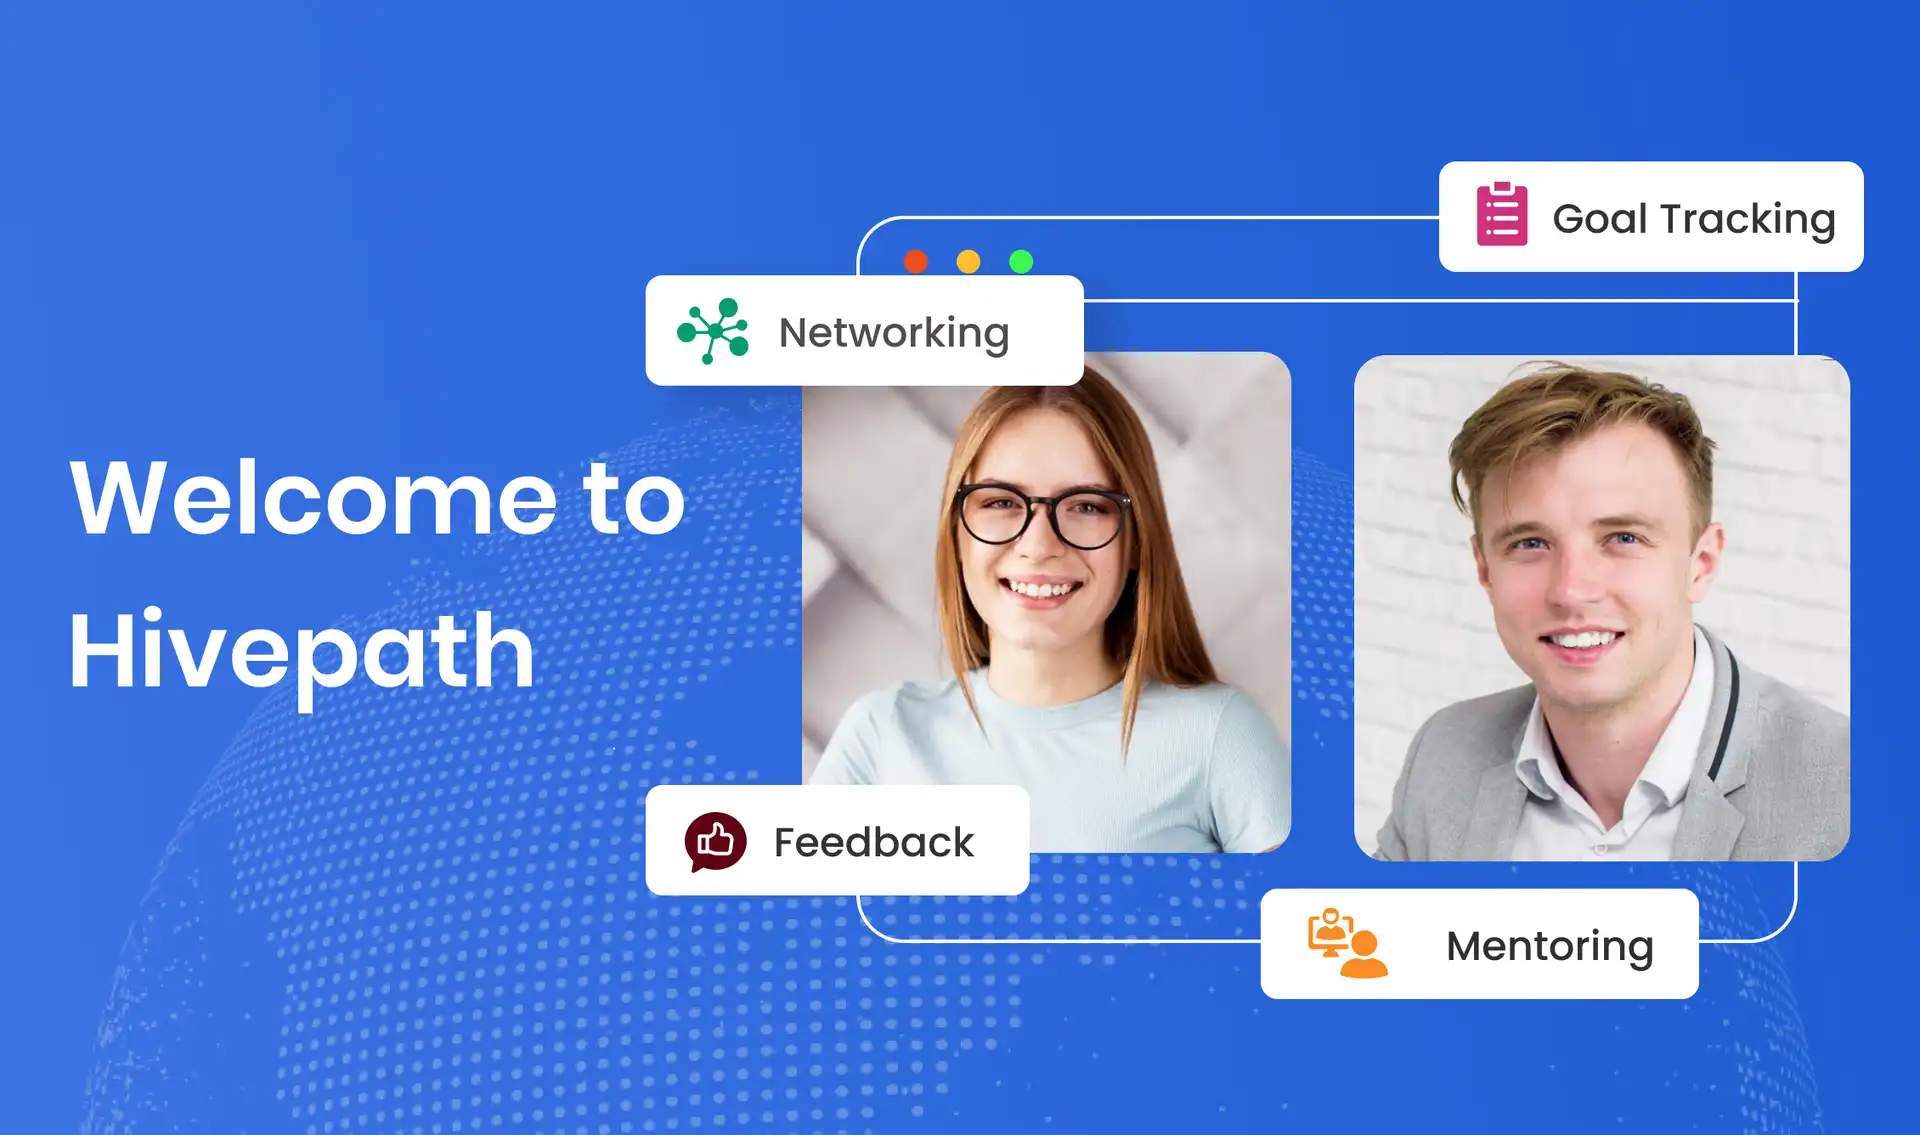 Welcome to
Hivepath
Goal Tracking
Networking
Feedback
Mentoring